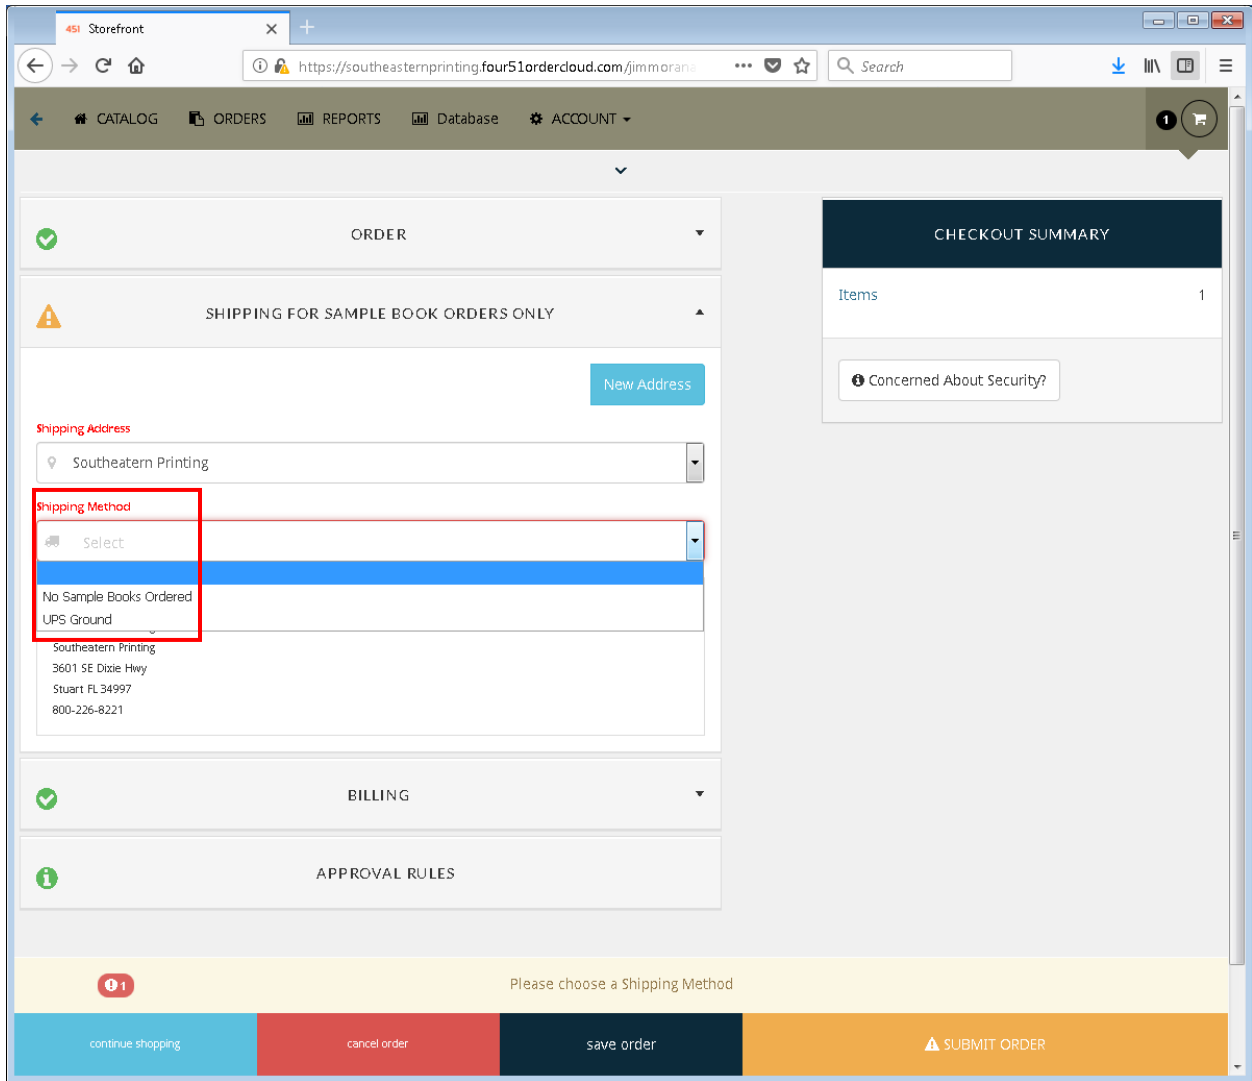 451 Storefront
https://southeasternprinting.four51ordercloud.com/jimmorana
Search
CATALOG ORDERS REPORTS Database ACCOUNT
1
ORDER
CHECKOUT SUMMARY
Items 1
SHIPPING FOR SAMPLE BOOK ORDERS ONLY
New Address
Concerned About Security?
Shipping Address
Southeatern Printing
Shipping Method
Select
No Sample Books Ordered
UPS Ground
Southeatern Printing
3601 SE Dixie Hwy
Stuart FL 34997
800-226-8221
BILLING
APPROVAL RULES
1 Please choose a Shipping Method
continue shopping cancel order save order SUBMIT ORDER